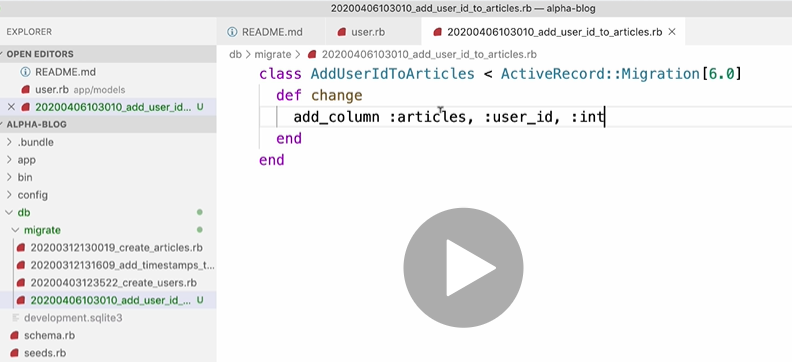 20200406103010_add_user_id_to_articles.rb — alpha-blog
EXPLORER
README.md
user.rb
20200406103010_add_user_id_to_articles.rb ×
OPEN EDITORS
README.md
user.rb app/models
× 20200406103010_add_user_id... U
ALPHA-BLOG
> .bundle
> app
> bin
> config
db
migrate
20200312130019_create_articles.rb
20200312131609_add_timestamps_t...
20200403123522_create_users.rb
20200406103010_add_user_id_... U
development.sqlite3
schema.rb
seeds.rb
db > migrate > 20200406103010_add_user_id_to_articles.rb
class AddUserIdToArticles < ActiveRecord::Migration[6.0]
def change
add_column :articles, :user_id, :int
end
end